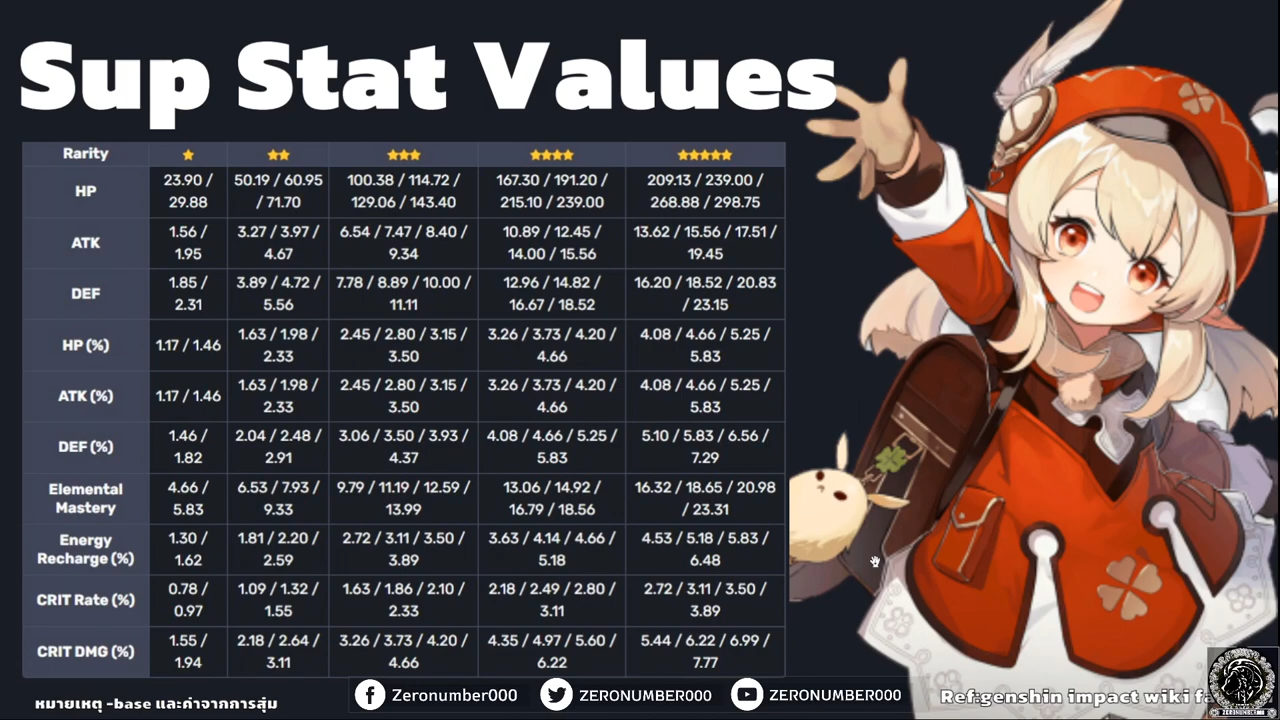 Sup Stat Values
Rarity ★ ★★ ★★★ ★★★★ ★★★★★
HP 23.90 / 29.88 50.19 / 60.95 / 71.70 100.38 / 114.72 / 129.06 / 143.40 167.30 / 191.20 / 215.10 / 239.00 209.13 / 239.00 / 268.88 / 298.75
ATK 1.56 / 1.95 3.27 / 3.97 / 4.67 6.54 / 7.47 / 8.40 / 9.34 10.89 / 12.45 / 14.00 / 15.56 13.62 / 15.56 / 17.51 / 19.45
DEF 1.85 / 2.31 3.89 / 4.72 / 5.56 7.78 / 8.89 / 10.00 / 11.11 12.96 / 14.82 / 16.67 / 18.52 16.20 / 18.52 / 20.83 / 23.15
HP (%) 1.17 / 1.46 1.63 / 1.98 / 2.33 2.45 / 2.80 / 3.15 / 3.50 3.26 / 3.73 / 4.20 / 4.66 4.08 / 4.66 / 5.25 / 5.83
ATK (%) 1.17 / 1.46 1.63 / 1.98 / 2.33 2.45 / 2.80 / 3.15 / 3.50 3.26 / 3.73 / 4.20 / 4.66 4.08 / 4.66 / 5.25 / 5.83
DEF (%) 1.46 / 1.82 2.04 / 2.48 / 2.91 3.06 / 3.50 / 3.93 / 4.37 4.08 / 4.66 / 5.25 / 5.83 5.10 / 5.83 / 6.56 / 7.29
Elemental Mastery 4.66 / 5.83 6.53 / 7.93 / 9.33 9.79 / 11.19 / 12.59 / 13.99 13.06 / 14.92 / 16.79 / 18.56 16.32 / 18.65 / 20.98 / 23.31
Energy Recharge (%) 1.30 / 1.62 1.81 / 2.20 / 2.59 2.72 / 3.11 / 3.50 / 3.89 3.63 / 4.14 / 4.66 / 5.18 4.53 / 5.18 / 5.83 / 6.48
CRIT Rate (%) 0.78 / 0.97 1.09 / 1.32 / 1.55 1.63 / 1.86 / 2.10 / 2.33 2.18 / 2.49 / 2.80 / 3.11 2.72 / 3.11 / 3.50 / 3.89
CRIT DMG (%) 1.55 / 1.94 2.18 / 2.64 / 3.11 3.26 / 3.73 / 4.20 / 4.66 4.35 / 4.97 / 5.60 / 6.22 5.44 / 6.22 / 6.99 / 7.77
หมายเหตุ -base และค่าจากการสุ่ม
Zeronumber000 ZERONUMBER000 ZERONUMBER000
Ref:genshin impact wiki